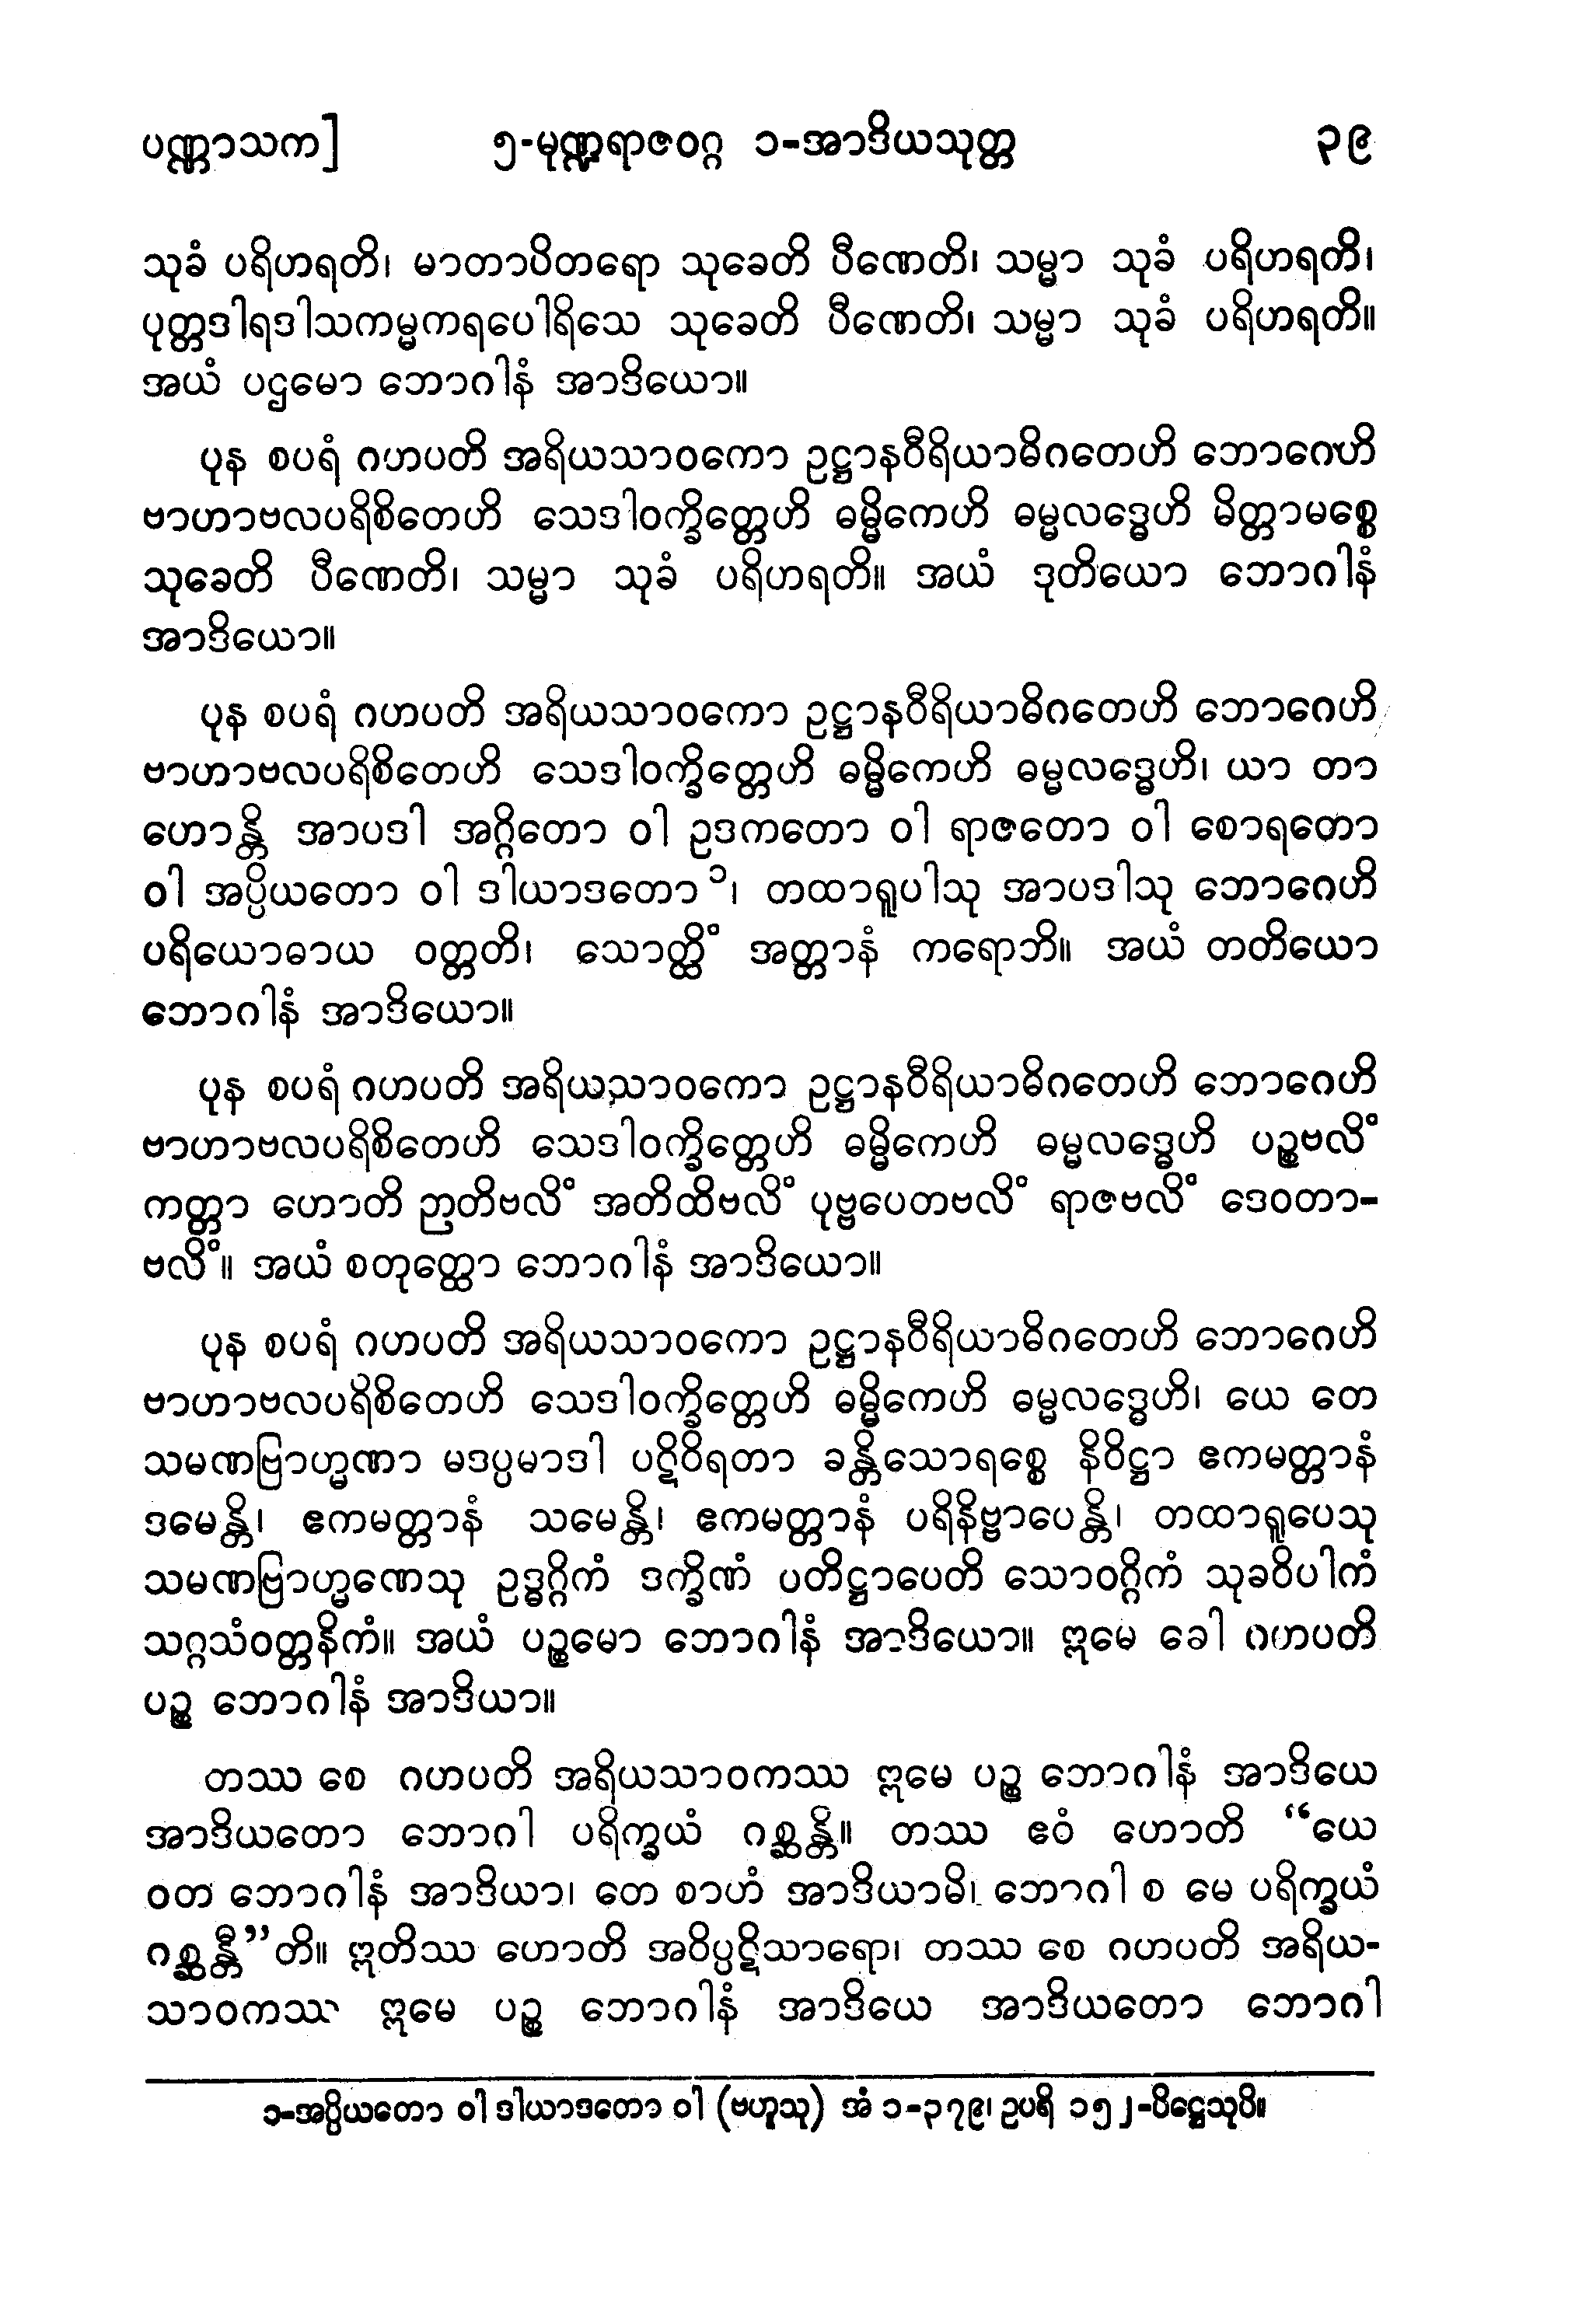 ပဏ္ဏာသက] ၅-မုဏ္ဍရာဇဝဂ္ဂ ၁-အာဒိယသုတ္တ ၃၉
သုခံ ပရိဟရတိ၊ မာတာပိတရော သုခေတိ ပီဏေတိ၊ သမ္မာ သုခံ ပရိဟရတိ၊
ပုတ္တဒါရဒါသကမ္မကရပေါရိသေ သုခေတိ ပီဏေတိ၊ သမ္မာ သုခံ ပရိဟရတိ။
အယံ ပဌမော ဘောဂါနံ အာဒိယော။
ပုန စပရံ ဂဟပတိ အရိယသာဝကော ဥဋ္ဌာနဝီရိယာဓိဂတေဟိ ဘောဂေဟိ
ဗာဟာဗလပရိစိတေဟိ သေဒါဝက္ခိတ္တေဟိ ဓမ္မိကေဟိ ဓမ္မလဒ္ဓေဟိ မိတ္တာမစ္စေ
သုခေတိ ပီဏေတိ၊ သမ္မာ သုခံ ပရိဟရတိ။ အယံ ဒုတိယော ဘောဂါနံ
အာဒိယော။
ပုန စပရံ ဂဟပတိ အရိယသာဝကော ဥဋ္ဌာနဝီရိယာဓိဂတေဟိ ဘောဂေဟိ
ဗာဟာဗလပရိစိတေဟိ သေဒါဝက္ခိတ္တေဟိ ဓမ္မိကေဟိ ဓမ္မလဒ္ဓေဟိ၊ ယာ တာ
ဟောန္တိ အာပဒါ အဂ္ဂိတော ဝါ ဥဒကတော ဝါ ရာဇတော ဝါ စောရတော
ဝါ အပ္ပိယတော ဝါ ဒါယာဒတော၁၊ တထာရူပါသု အာပဒါသု ဘောဂေဟိ
ပရိယောဓာယ ဝတ္တတိ၊ သောတ္ထိံ အတ္တာနံ ကရောဘိ။ အယံ တတိယော
ဘောဂါနံ အာဒိယော။
ပုန စပရံ ဂဟပတိ အရိယသာဝကော ဥဋ္ဌာနဝီရိယာဓိဂတေဟိ ဘောဂေဟိ
ဗာဟာဗလပရိစိတေဟိ သေဒါဝက္ခိတ္တေဟိ ဓမ္မိကေဟိ ဓမ္မလဒ္ဓေဟိ ပဉ္စဗလိံ
ကတ္တာ ဟောတိ ဉာတိဗလိံ အတိထိဗလိံ ပုဗ္ဗပေတဗလိံ ရာဇဗလိံ ဒေဝတာ-
ဗလိံ။ အယံ စတုတ္ထော ဘောဂါနံ အာဒိယော။
ပုန စပရံ ဂဟပတိ အရိယသာဝကော ဥဋ္ဌာနဝီရိယာဓိဂတေဟိ ဘောဂေဟိ
ဗာဟာဗလပရိစိတေဟိ သေဒါဝက္ခိတ္တေဟိ ဓမ္မိကေဟိ ဓမ္မလဒ္ဓေဟိ၊ ယေ တေ
သမဏဗြာဟ္မဏာ မဒပ္ပမာဒါ ပဋိဝိရတာ ခန္တိသောရစ္စေ နိဝိဋ္ဌာ ဧကမတ္တာနံ
ဒမေန္တိ၊ ဧကမတ္တာနံ သမေန္တိ၊ ဧကမတ္တာနံ ပရိနိဗ္ဗာပေန္တိ၊ တထာရူပေသု
သမဏဗြာဟ္မဏေသု ဥဒ္ဓဂ္ဂိကံ ဒက္ခိဏံ ပတိဋ္ဌာပေတိ သောဝဂ္ဂိကံ သုခဝိပါကံ
သဂ္ဂသံဝတ္တနိကံ။ အယံ ပဉ္စမော ဘောဂါနံ အာဒိယော။ ဣမေ ခေါ ဂဟပတိ
ပဉ္စ ဘောဂါနံ အာဒိယာ။
တဿ စေ ဂဟပတိ အရိယသာဝကဿ ဣမေ ပဉ္စ ဘောဂါနံ အာဒိယေ
အာဒိယတော ဘောဂါ ပရိက္ခယံ ဂစ္ဆန္တိ။ တဿ ဧဝံ ဟောတိ “ယေ
ဝတ ဘောဂါနံ အာဒိယာ၊ တေ စာဟံ အာဒိယာမိ၊ ဘောဂါ စ မေ ပရိက္ခယံ
ဂစ္ဆန္တီ”တိ။ ဣတိဿ ဟောတိ အဝိပ္ပဋိသာရော၊ တဿ စေ ဂဟပတိ အရိယ-
သာဝကဿ ဣမေ ပဉ္စ ဘောဂါနံ အာဒိယေ အာဒိယတော ဘောဂါ
၁-အပ္ပိယတော ဝါ ဒါယာဒတော ဝါ (ဗဟူသု) အံ ၁-၃၇၉၊ ဥပရိ ၁၅၂-ပိဋ္ဌေသုပိ။